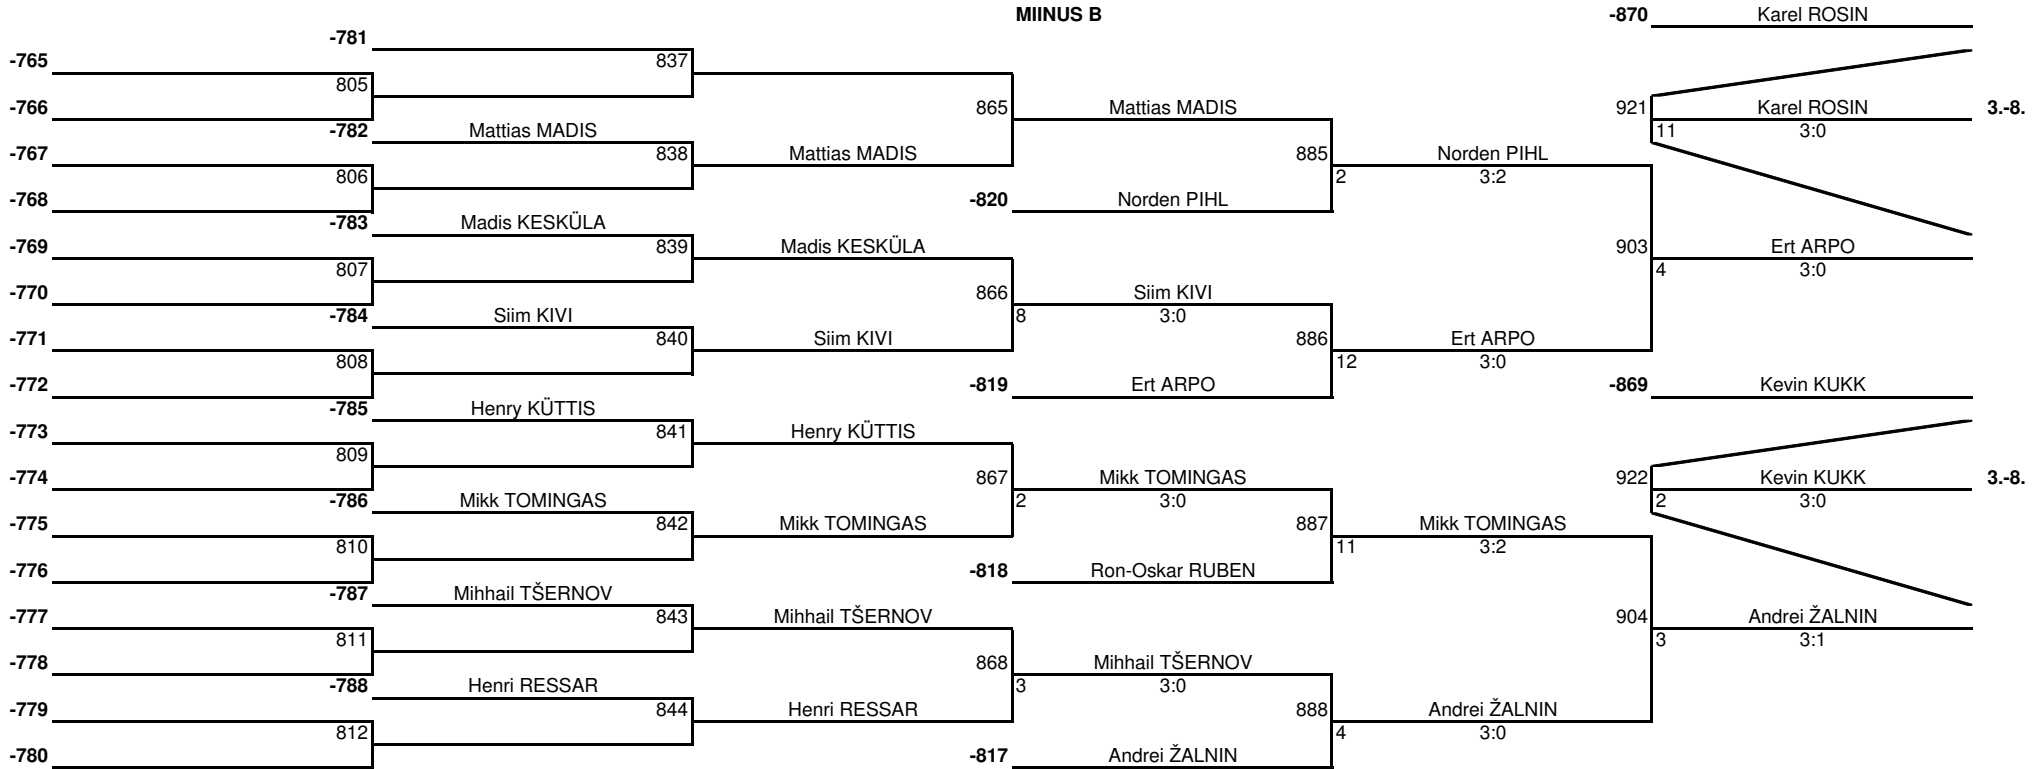 MIINUS B -870 Karel ROSIN
-781
-765 837
805
-766 865 Mattias MADIS 921 Karel ROSIN 3.-8.
-782 Mattias MADIS 11 3:0
-767 838 Mattias MADIS 885 Norden PIHL
806 2 3:2
-768 -820 Norden PIHL
-783 Madis KESKÜLA
-769 839 Madis KESKÜLA 903 Ert ARPO
807 4 3:0
-770 866 Siim KIVI
-784 Siim KIVI 8 3:0
-771 840 Siim KIVI 886 Ert ARPO
808 12 3:0
-772 -819 Ert ARPO -869 Kevin KUKK
-785 Henry KÜTTIS
-773 841 Henry KÜTTIS
809
-774 867 Mikk TOMINGAS 922 Kevin KUKK 3.-8.
-786 Mikk TOMINGAS 2 3:0 2 3:0
-775 842 Mikk TOMINGAS 887 Mikk TOMINGAS
810 11 3:2
-776 -818 Ron-Oskar RUBEN
-787 Mihhail TŠERNOV
-777 843 Mihhail TŠERNOV 904 Andrei ŽALNIN
811 3 3:1
-778 868 Mihhail TŠERNOV
-788 Henri RESSAR 3 3:0
-779 844 Henri RESSAR 888 Andrei ŽALNIN
812 4 3:0
-780 -817 Andrei ŽALNIN